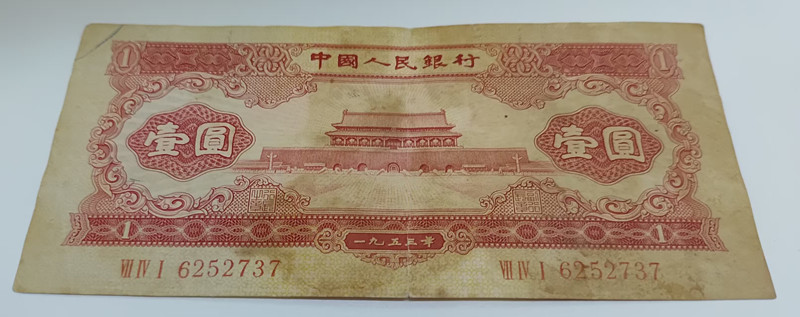 1 中國人民銀行 1
壹圓 壹圓
1 一九五三年 1
VII IV I 6252737 VII IV I 6252737